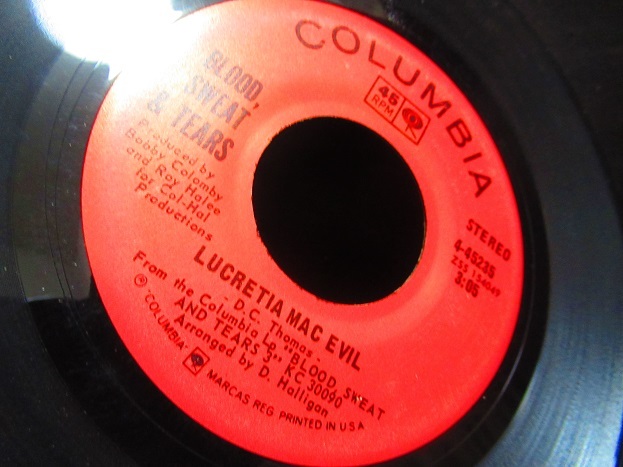 COLUMBIA
45
RPM
BLOOD,
SWEAT
& TEARS
Produced by
Bobby Colomby
and Roy Halee
for Col-Hal
Productions
STEREO
4-45235
ZSS 154049
3:05
LUCRETIA MAC EVIL
- D.C. Thomas -
From the Columbia Lp "BLOOD, SWEAT
AND TEARS 3" KC 30090
Arranged by D. Halligan
℗ "COLUMBIA" MARCAS REG. PRINTED IN U S A